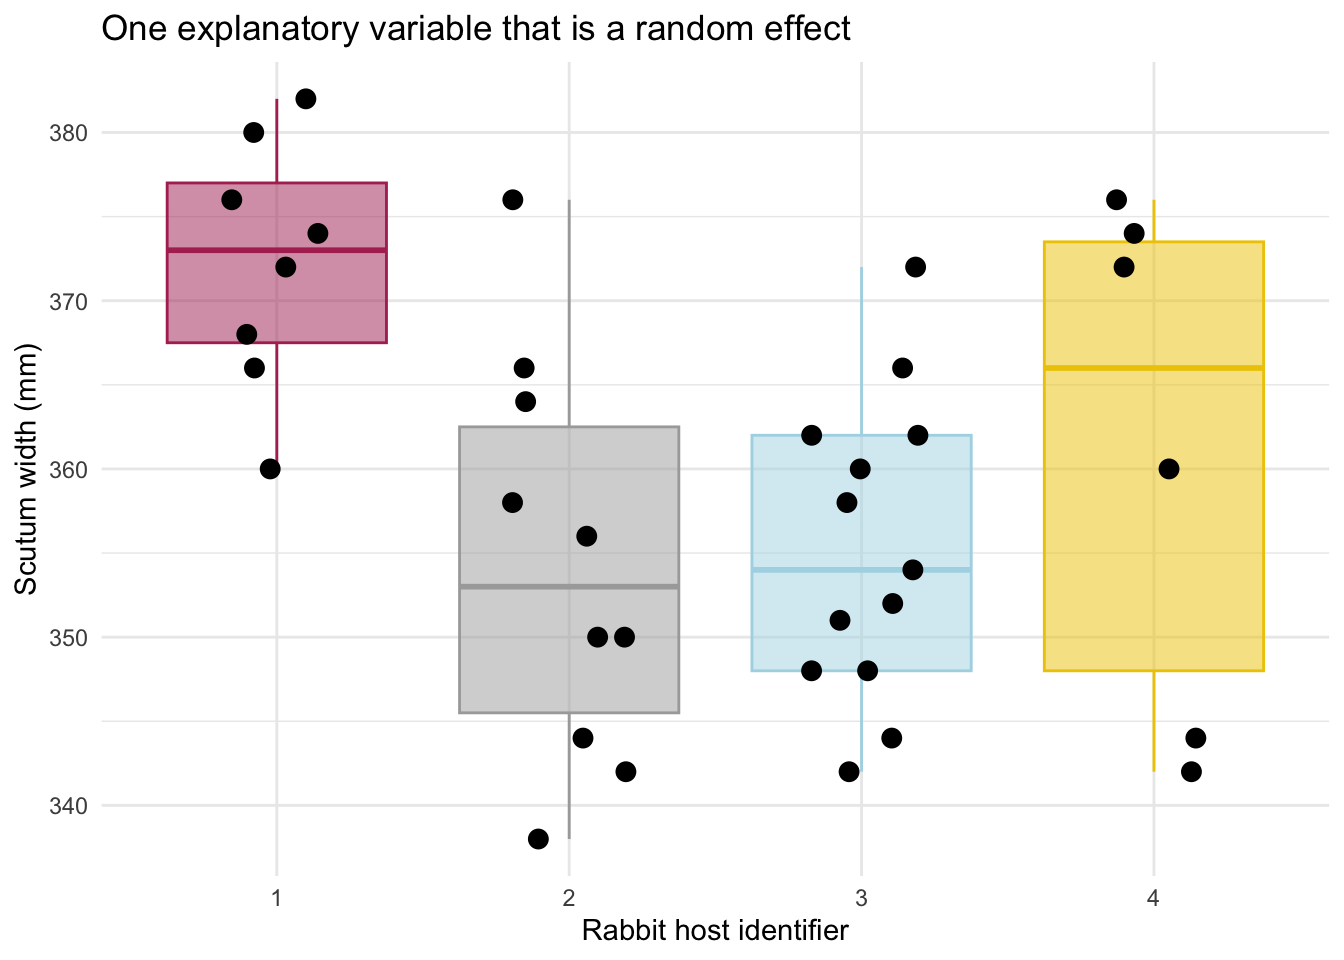 One explanatory variable that is a random effect
380
370
360
350
340
Scutum width (mm)
1 2 3 4
Rabbit host identifier